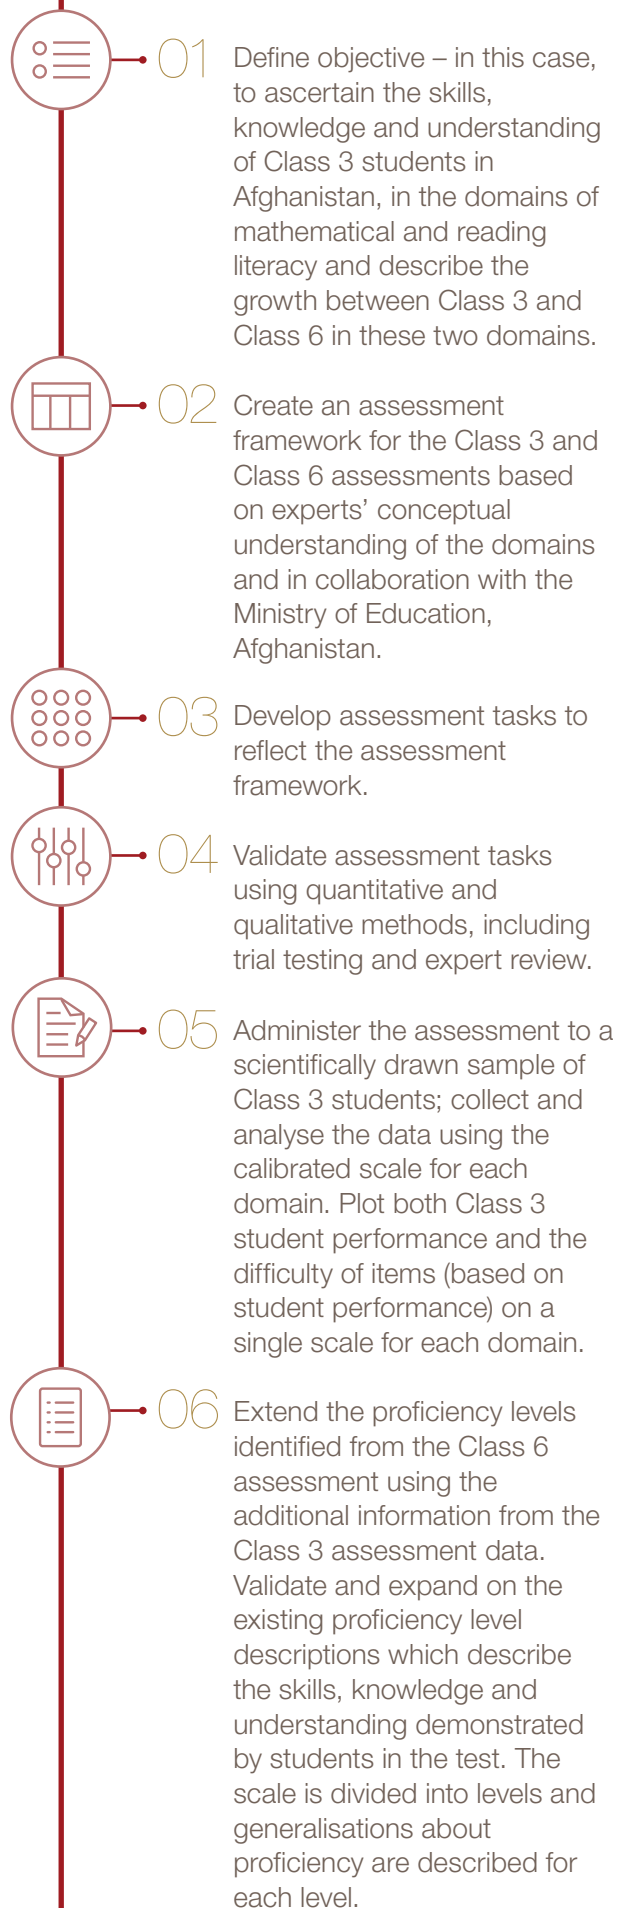 01
Define objective – in this case,
to ascertain the skills,
knowledge and understanding
of Class 3 students in
Afghanistan, in the domains of
mathematical and reading
literacy and describe the
growth between Class 3 and
Class 6 in these two domains.
02
Create an assessment
framework for the Class 3 and
Class 6 assessments based
on experts’ conceptual
understanding of the domains
and in collaboration with the
Ministry of Education,
Afghanistan.
03
Develop assessment tasks to
reflect the assessment
framework.
04
Validate assessment tasks
using quantitative and
qualitative methods, including
trial testing and expert review.
05
Administer the assessment to a
scientifically drawn sample of
Class 3 students; collect and
analyse the data using the
calibrated scale for each
domain. Plot both Class 3
student performance and the
difficulty of items (based on
student performance) on a
single scale for each domain.
06
Extend the proficiency levels
identified from the Class 6
assessment using the
additional information from the
Class 3 assessment data.
Validate and expand on the
existing proficiency level
descriptions which describe
the skills, knowledge and
understanding demonstrated
by students in the test. The
scale is divided into levels and
generalisations about
proficiency are described for
each level.